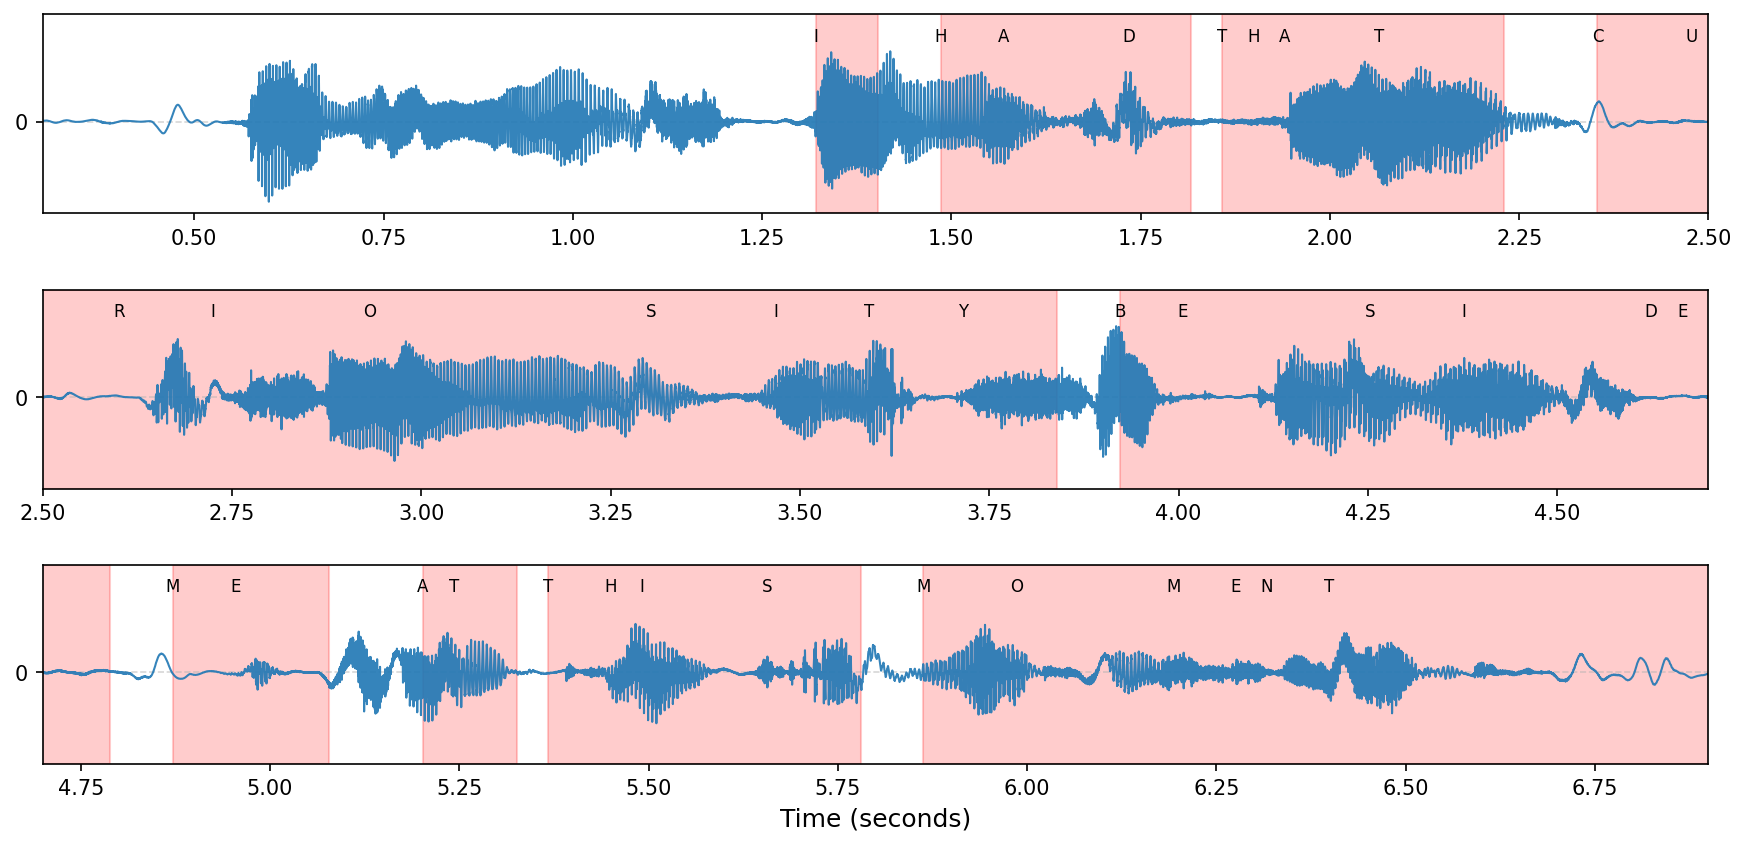 I H A D T H A T C U
0
0.50 0.75 1.00 1.25 1.50 1.75 2.00 2.25 2.50
R I O S I T Y B E S I D E
0
2.50 2.75 3.00 3.25 3.50 3.75 4.00 4.25 4.50
M E A T T H I S M O M E N T
0
4.75 5.00 5.25 5.50 5.75 6.00 6.25 6.50 6.75
Time (seconds)